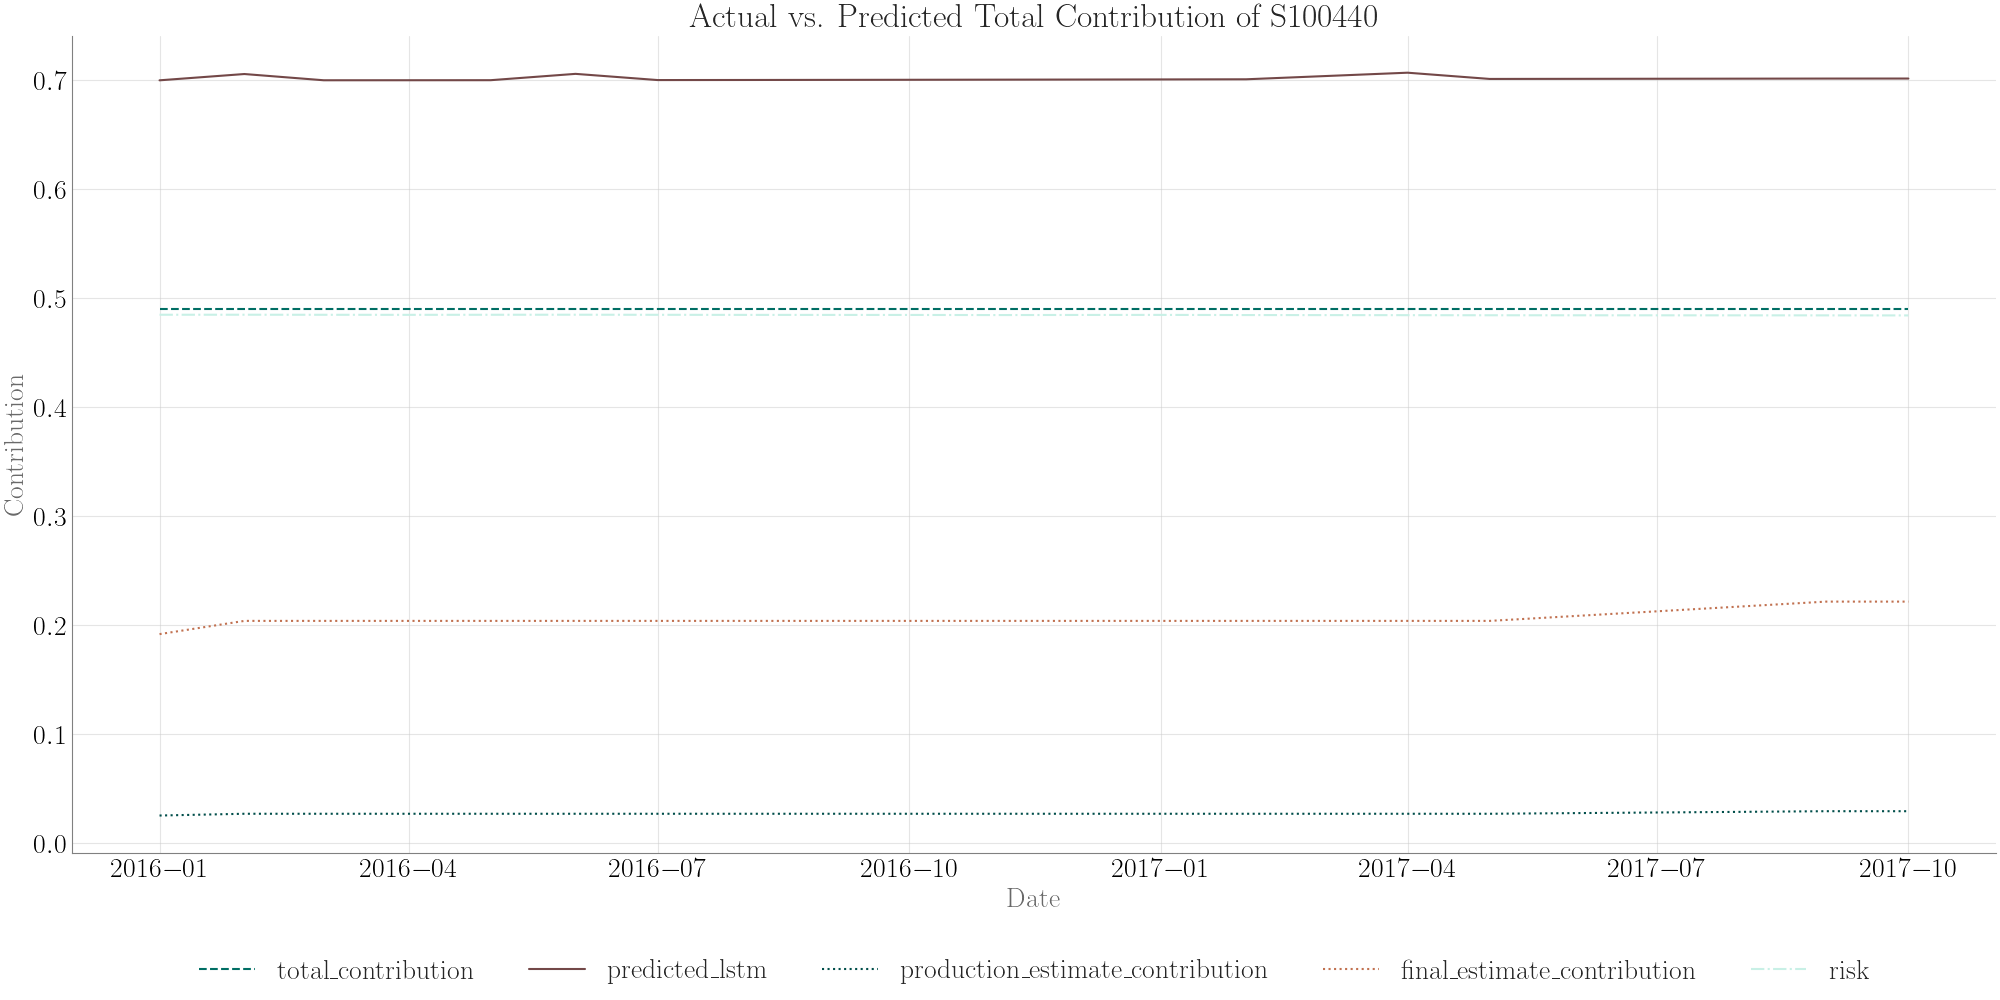 Actual vs. Predicted Total Contribution of S100440
0.7
0.6
0.5
0.4
0.3
0.2
0.1
0.0
Contribution
2016−01 2016−04 2016−07 2016−10 2017−01 2017−04 2017−07 2017−10
Date
total_contribution predicted_lstm production_estimate_contribution final_estimate_contribution risk